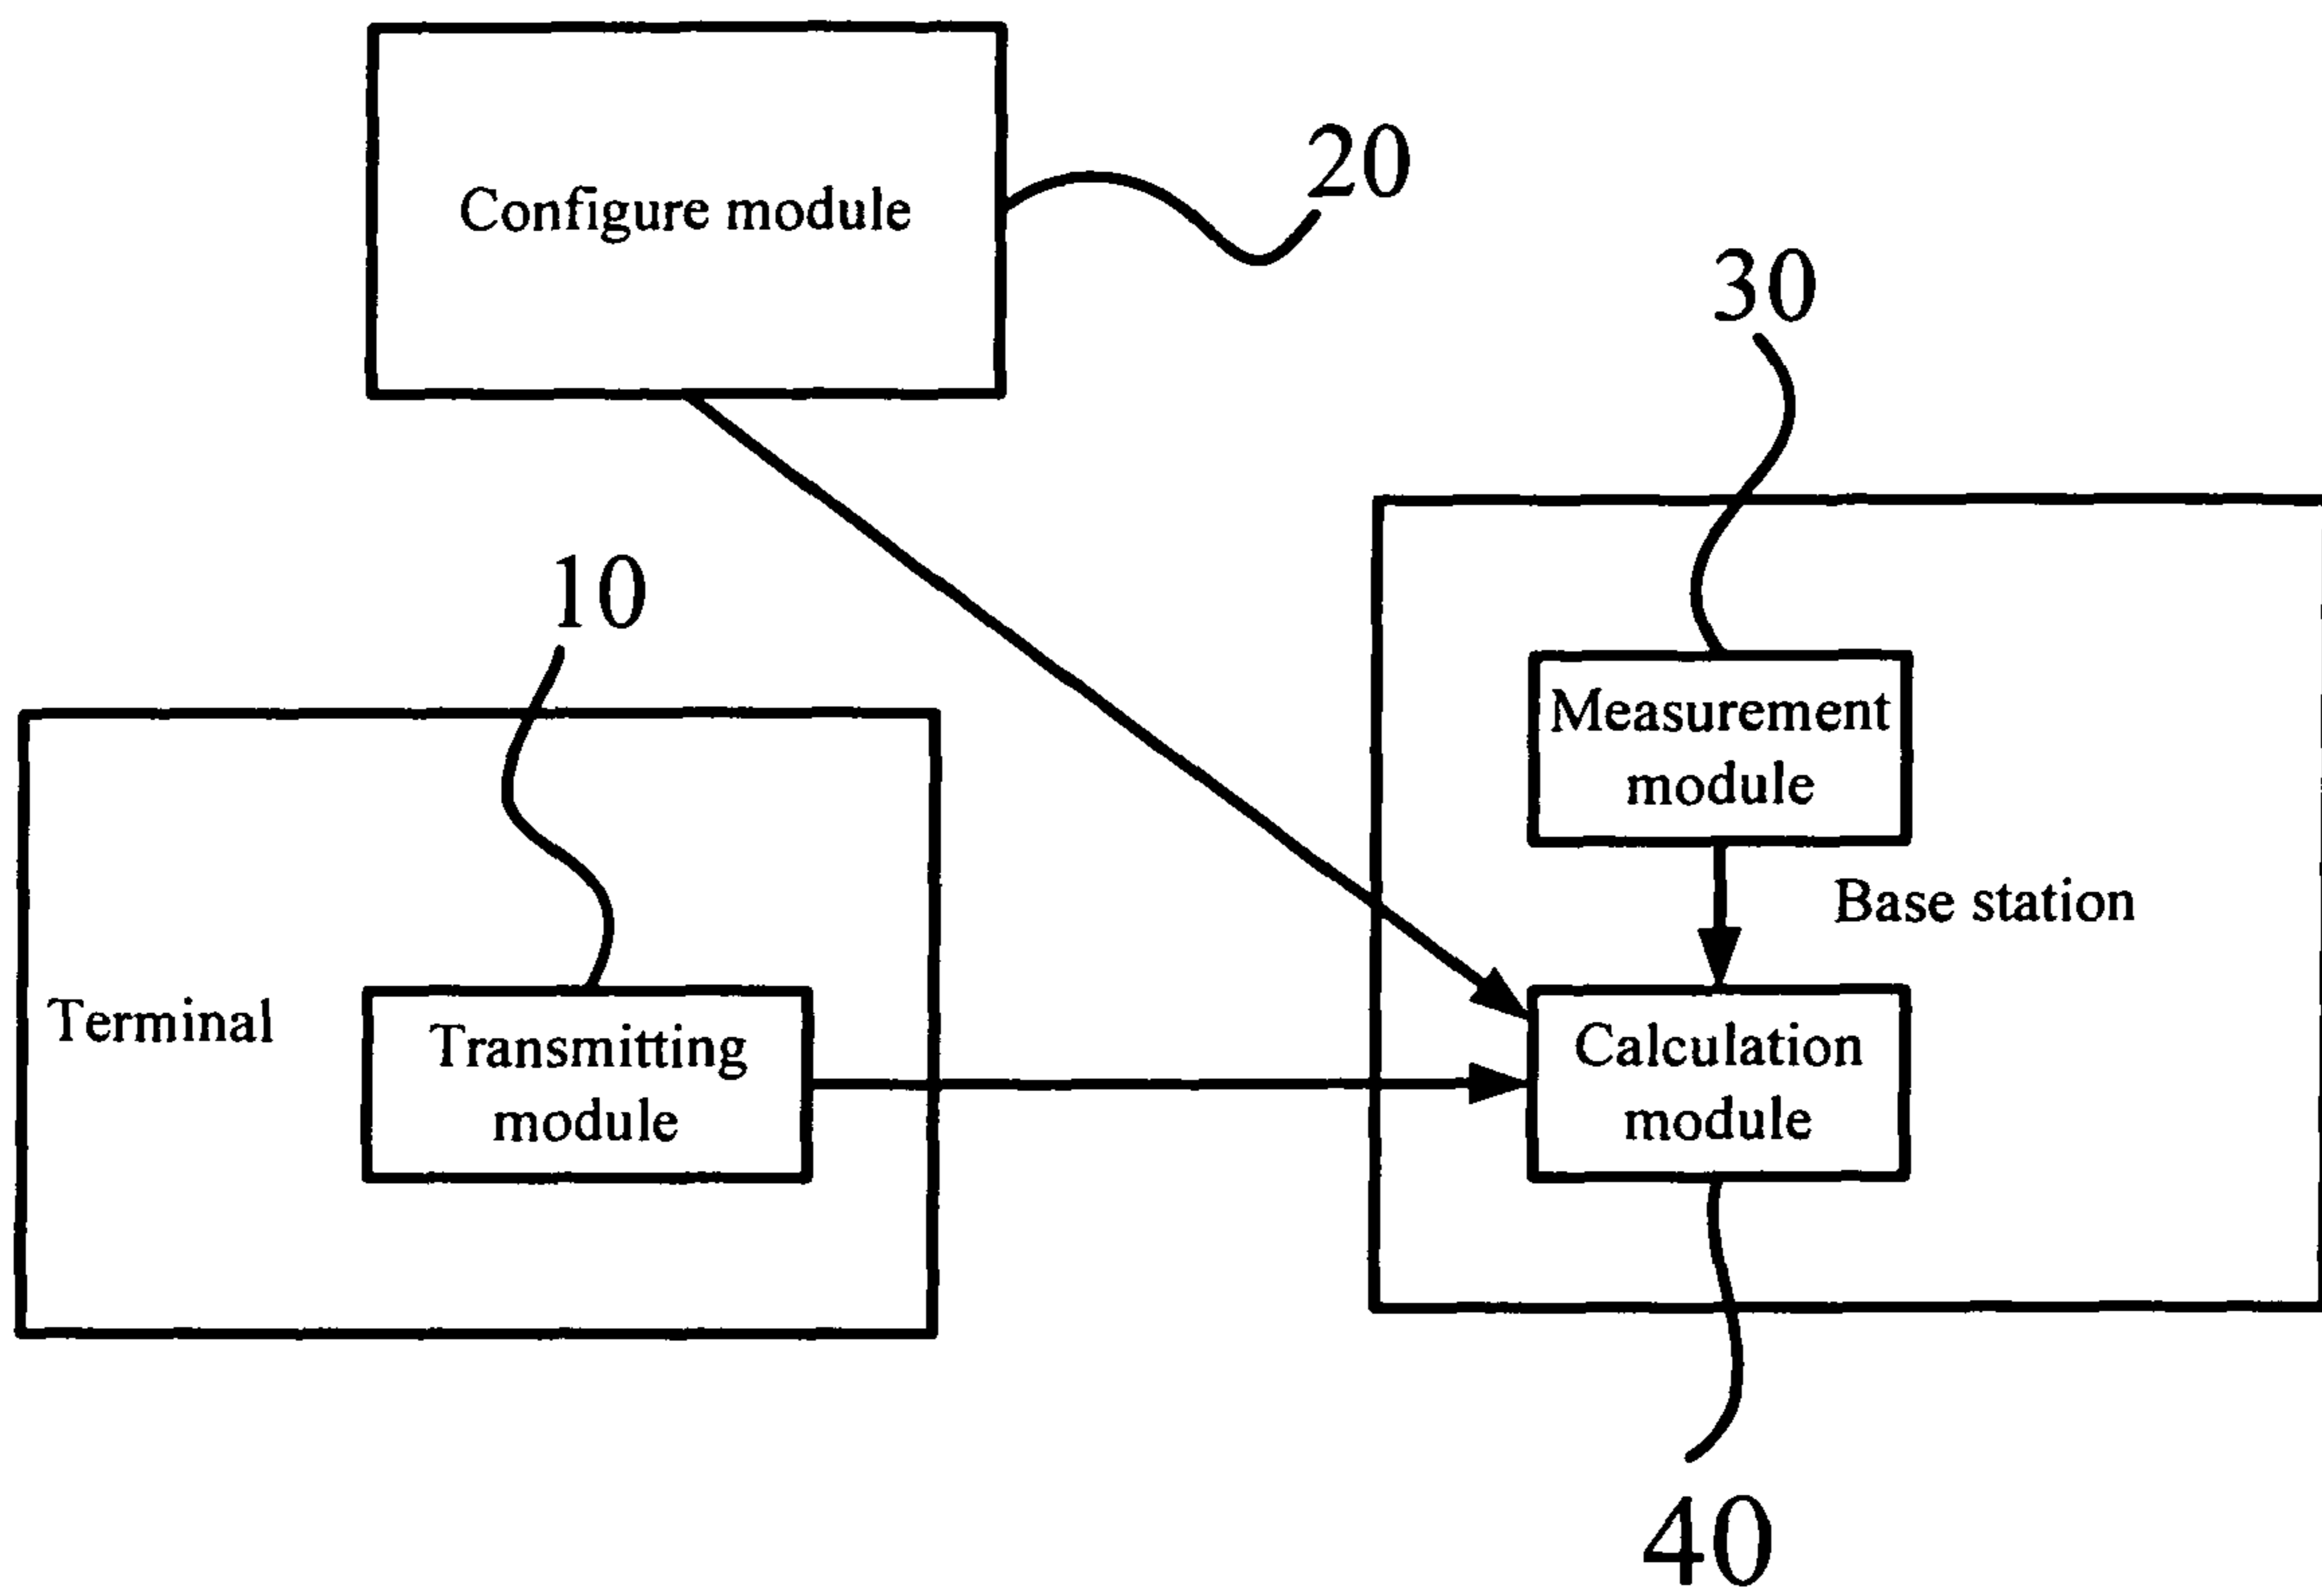 Configure module
20
30
10
Measurement
module
Base station
Terminal
Transmitting
module
Calculation
module
40